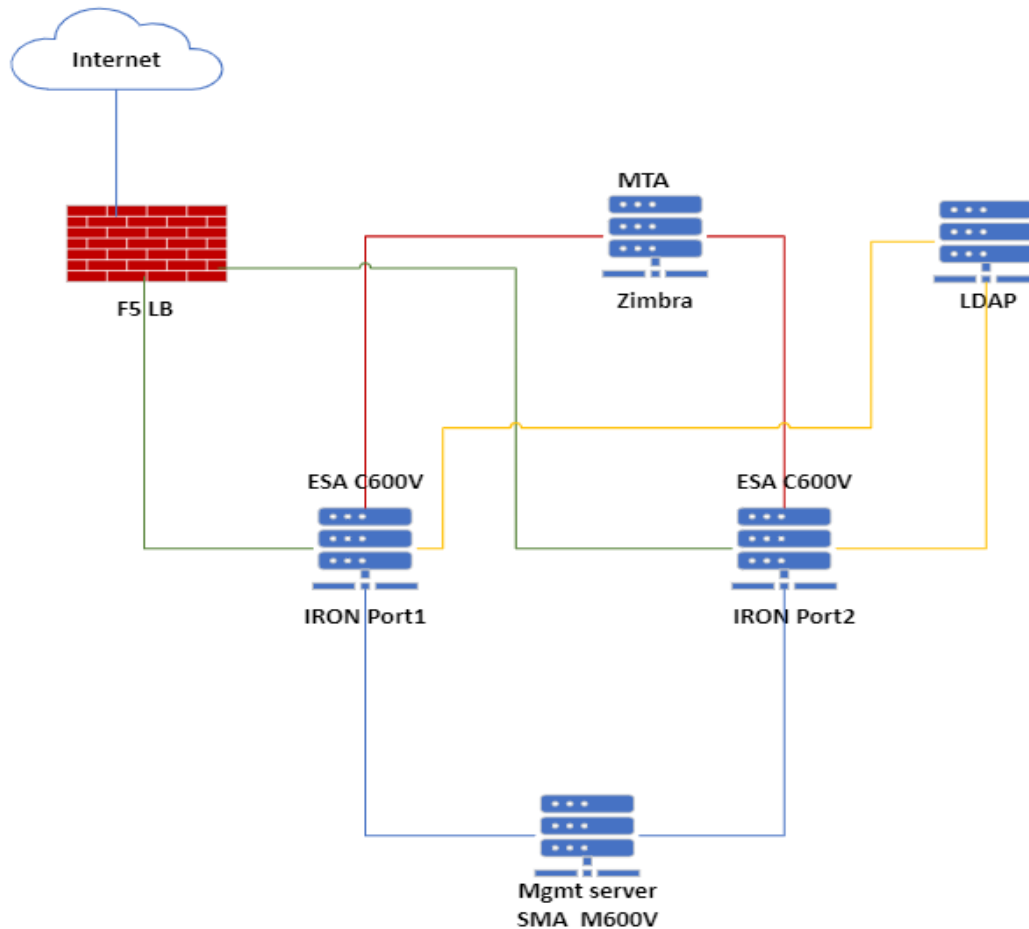 Internet
MTA
F5 LB
Zimbra
LDAP
ESA C600V
ESA C600V
IRON Port1
IRON Port2
Mgmt server
SMA M600V